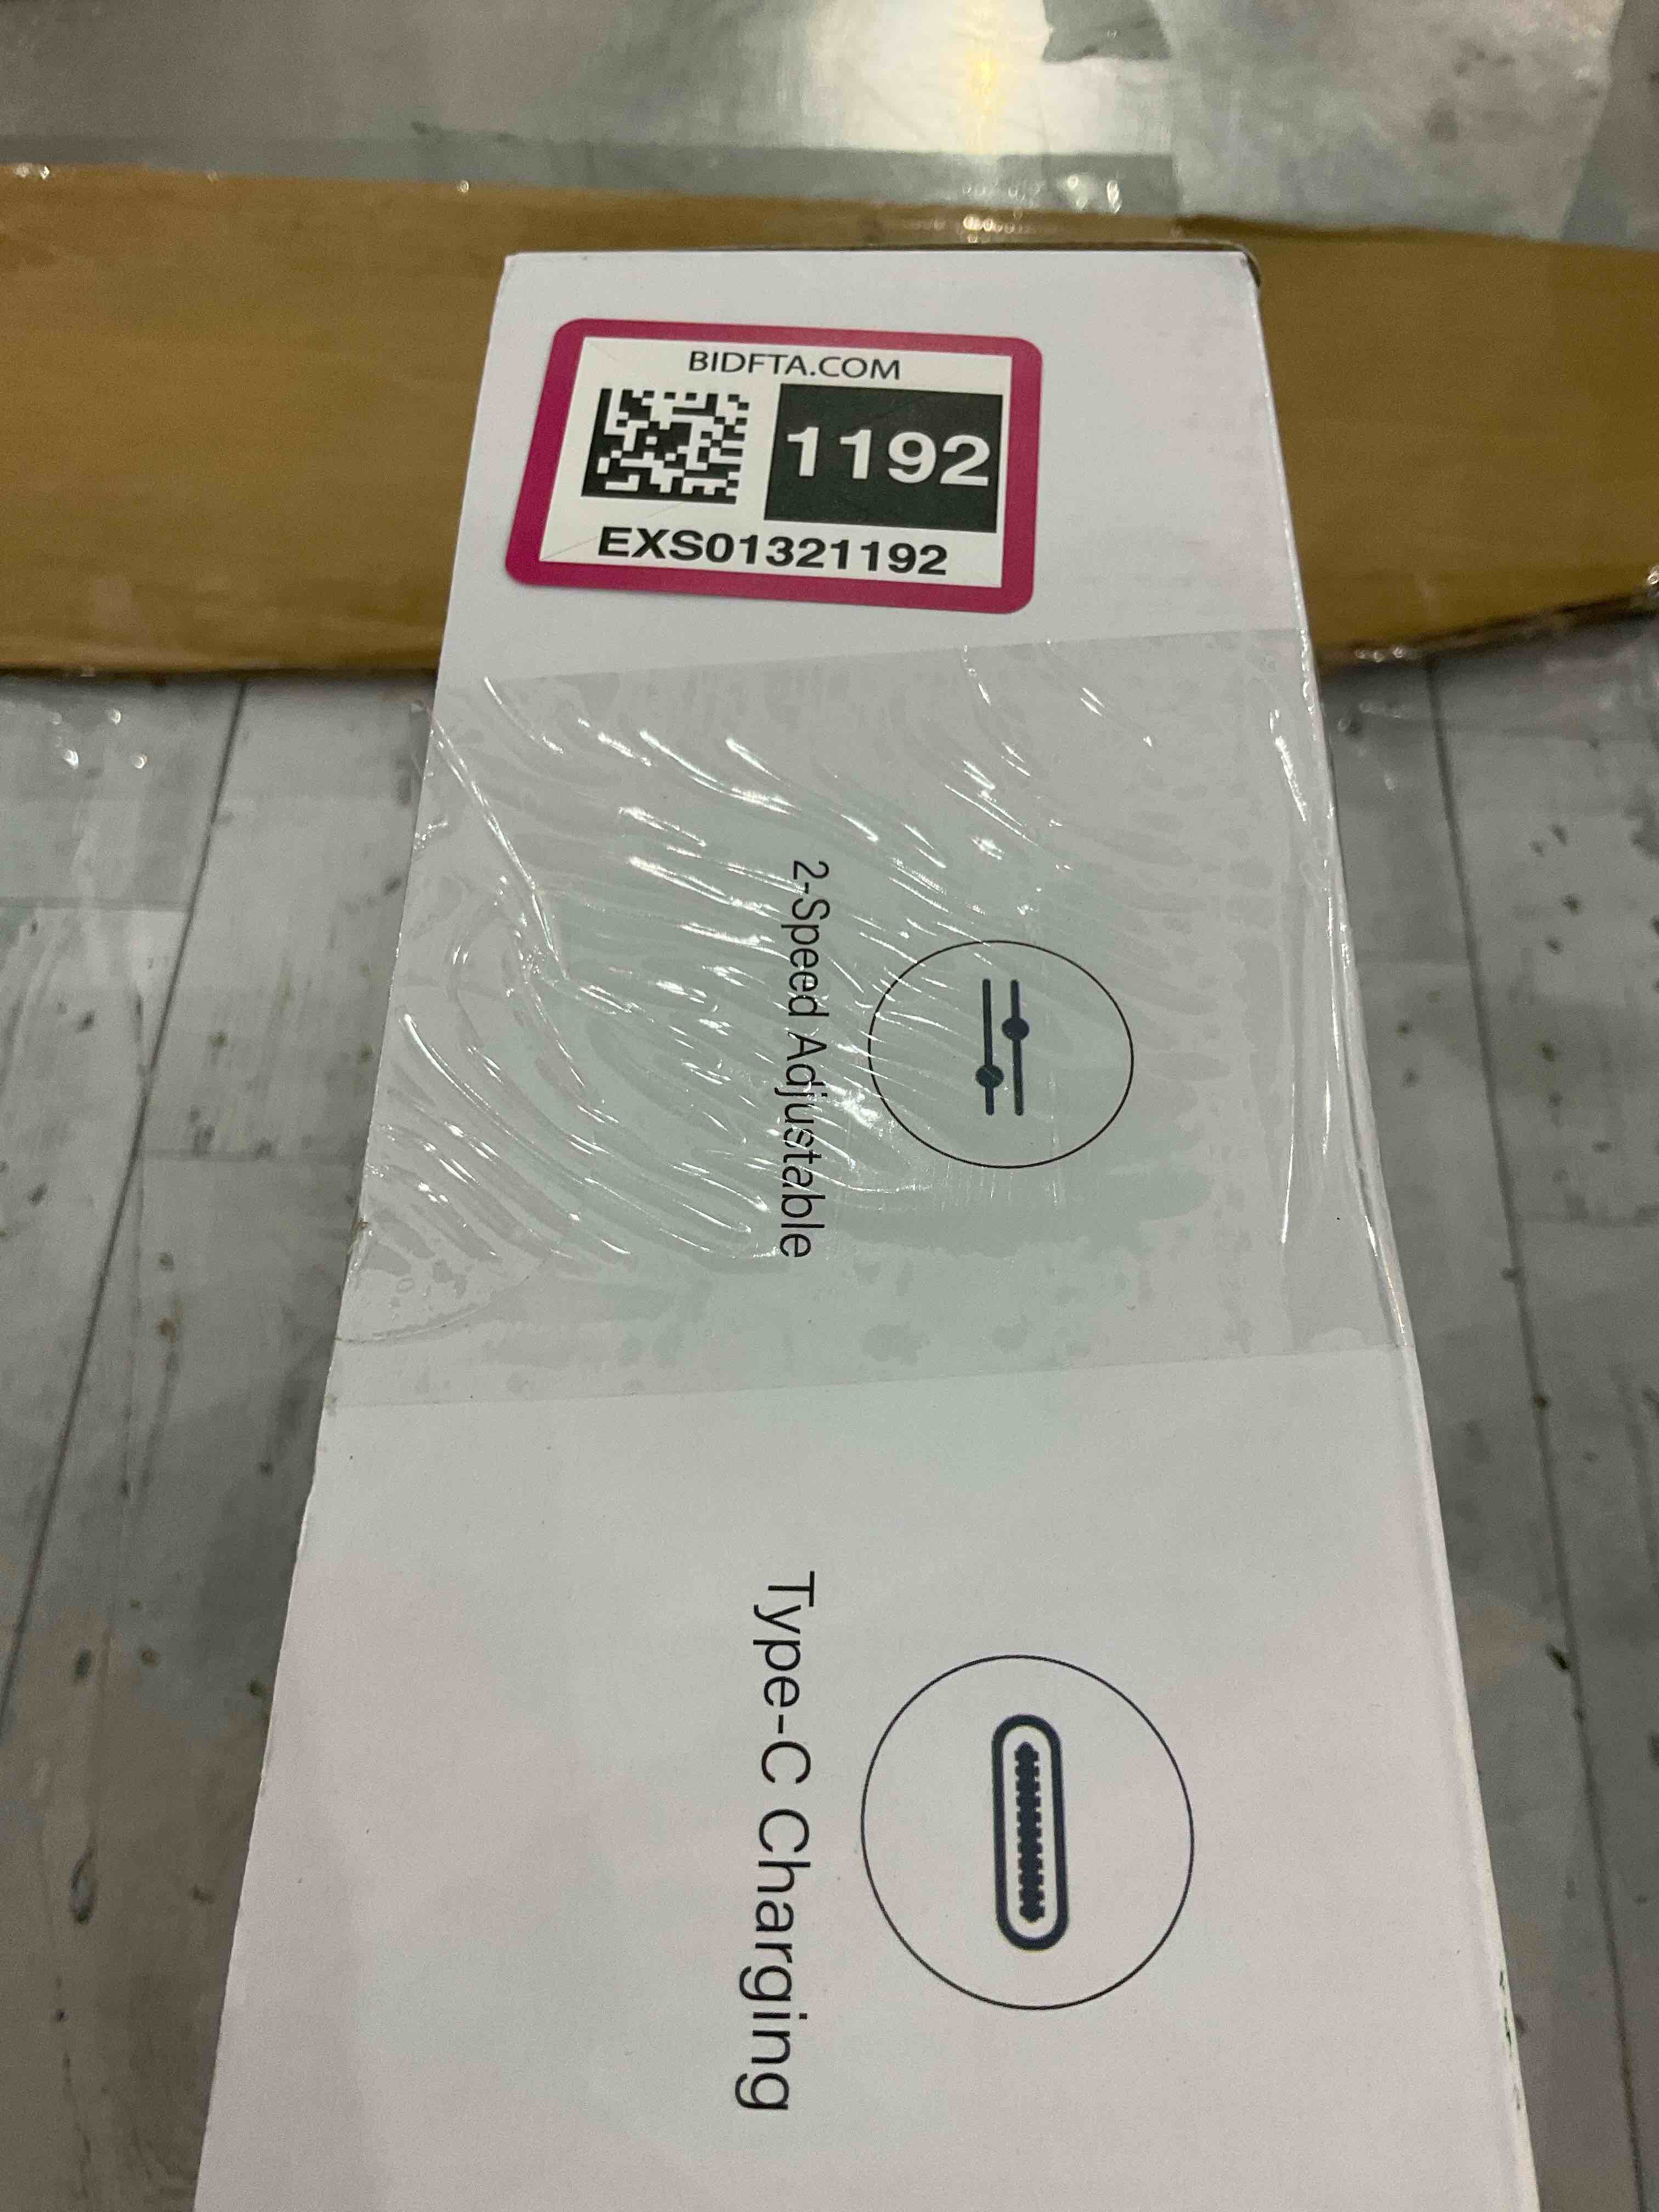 BIDFTA.COM
1192
EXS01321192
2-Speed Adjustable
Type-C Charging